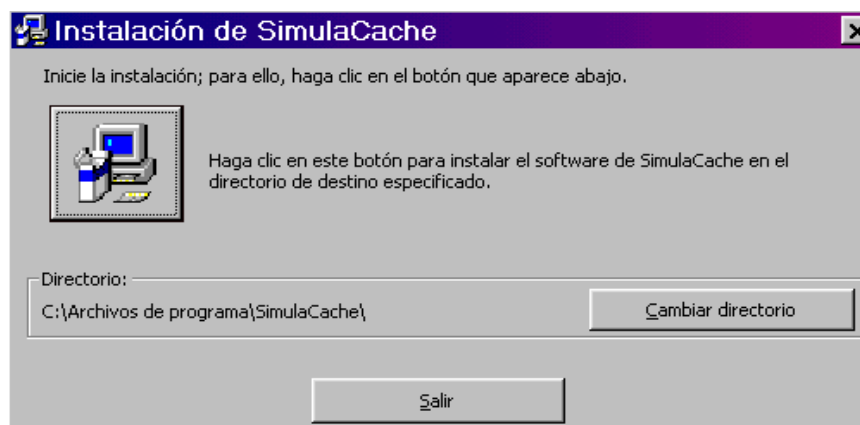 Instalación de SimulaCache
Inicie la instalación; para ello, haga clic en el botón que aparece abajo.
Haga clic en este botón para instalar el software de SimulaCache en el
directorio de destino especificado.
Directorio:
C:\Archivos de programa\SimulaCache\
Cambiar directorio
Salir